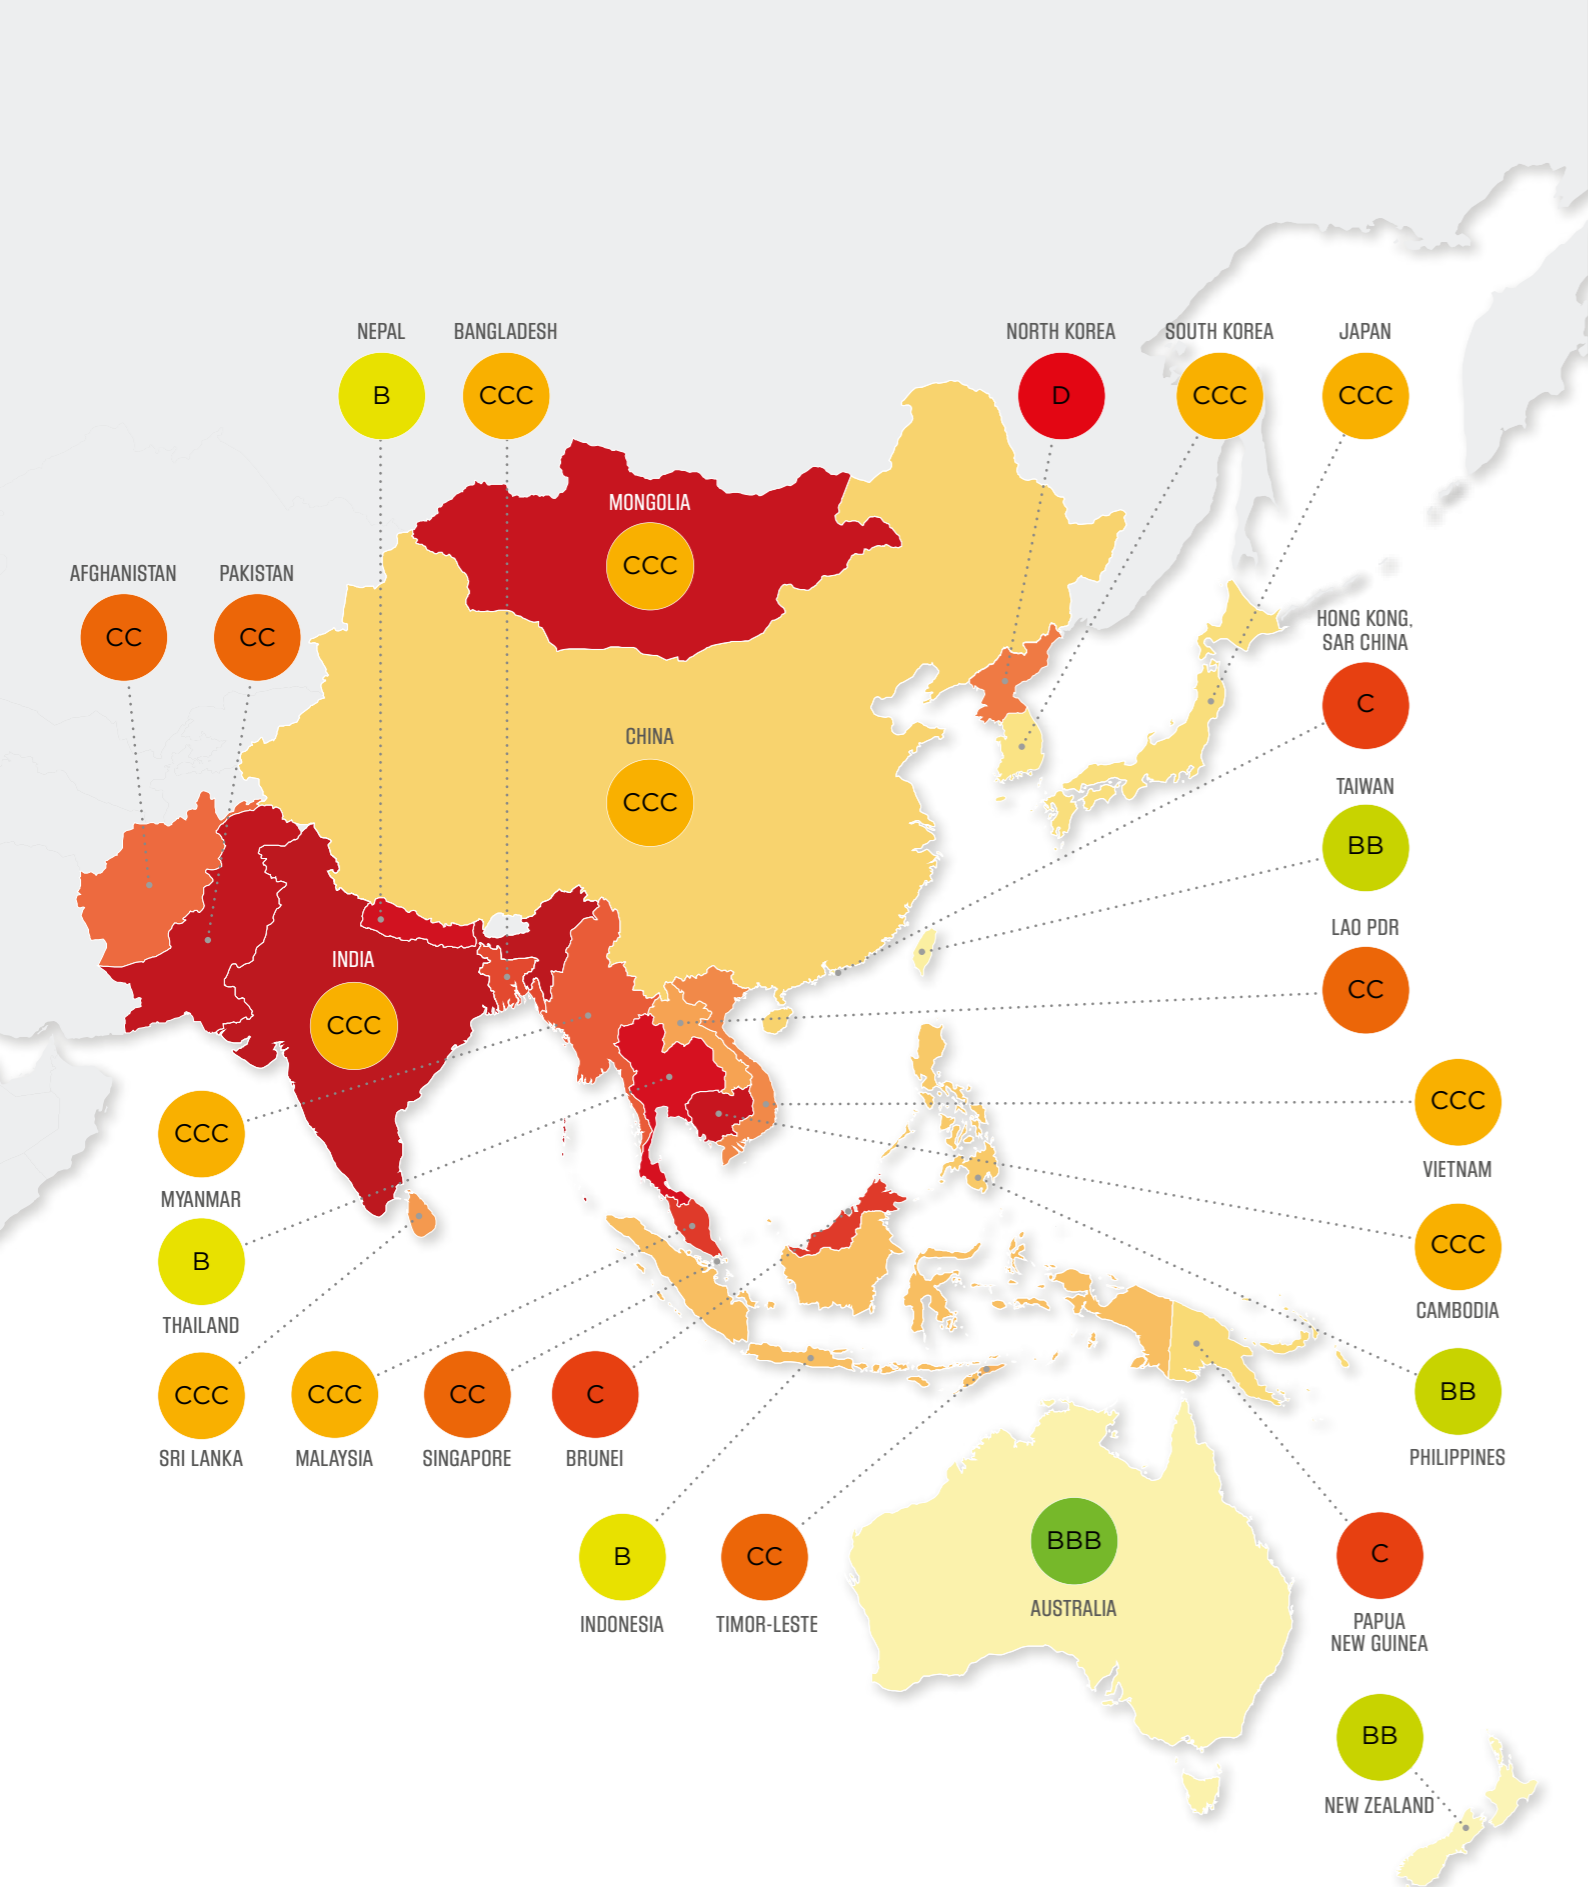 NEPAL
B
BANGLADESH
CCC
NORTH KOREA
D
SOUTH KOREA
CCC
JAPAN
CCC
MONGOLIA
CCC
AFGHANISTAN
CC
PAKISTAN
CC
HONG KONG,
SAR CHINA
C
CHINA
CCC
TAIWAN
BB
LAO PDR
CC
INDIA
CCC
CCC
MYANMAR
CCC
VIETNAM
B
THAILAND
CCC
CAMBODIA
CCC
SRI LANKA
CCC
MALAYSIA
CC
SINGAPORE
C
BRUNEI
BB
PHILIPPINES
B
INDONESIA
CC
TIMOR-LESTE
BBB
AUSTRALIA
C
PAPUA
NEW GUINEA
BB
NEW ZEALAND